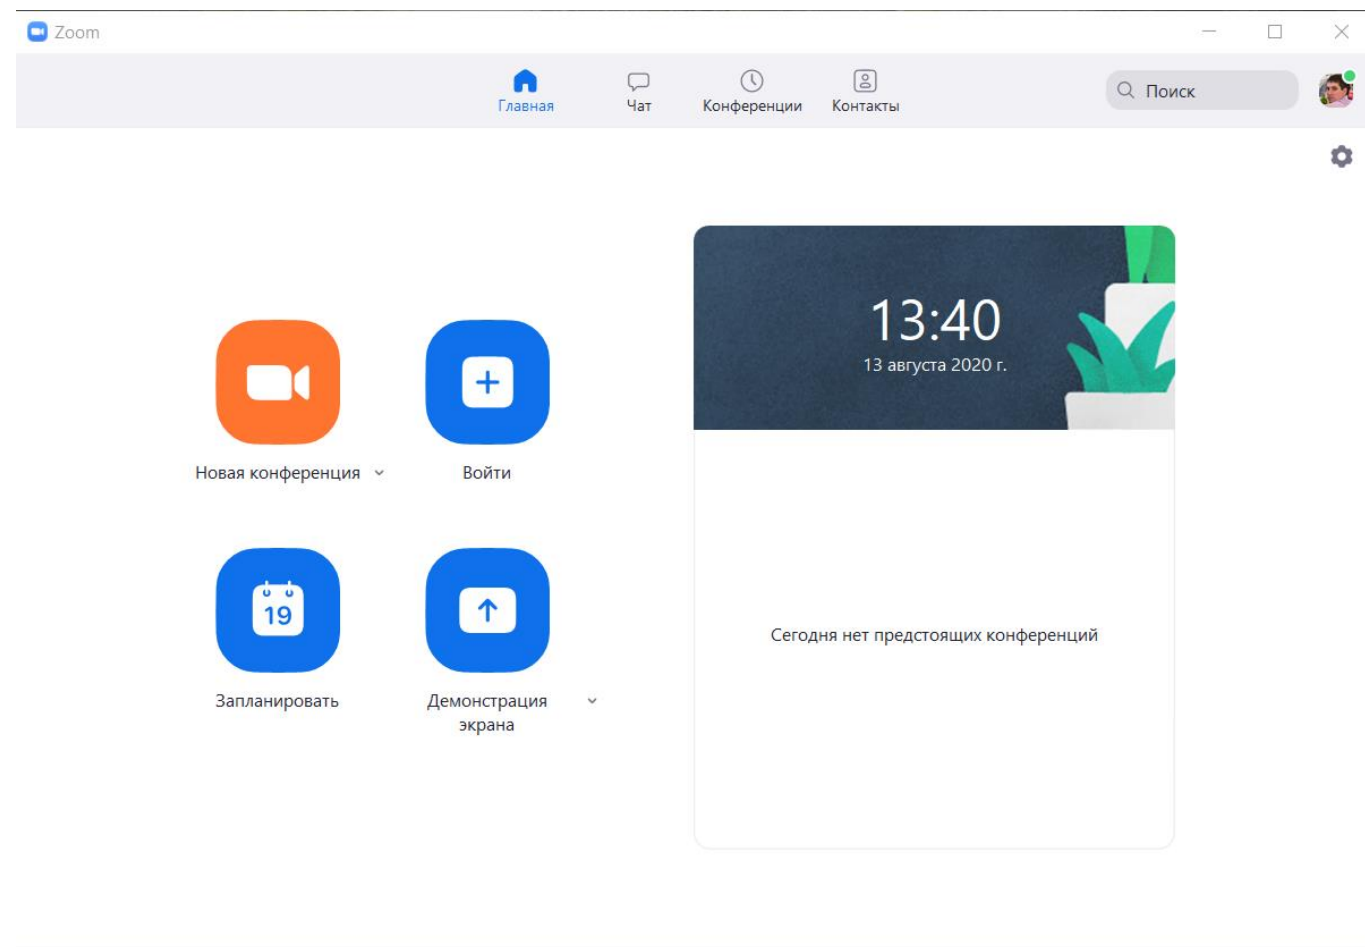 Zoom
Главная
Чат
Конференции
Контакты
Поиск
13:40
13 августа 2020 г.
Новая конференция
Войти
19
Запланировать
Демонстрация
экрана
Сегодня нет предстоящих конференций